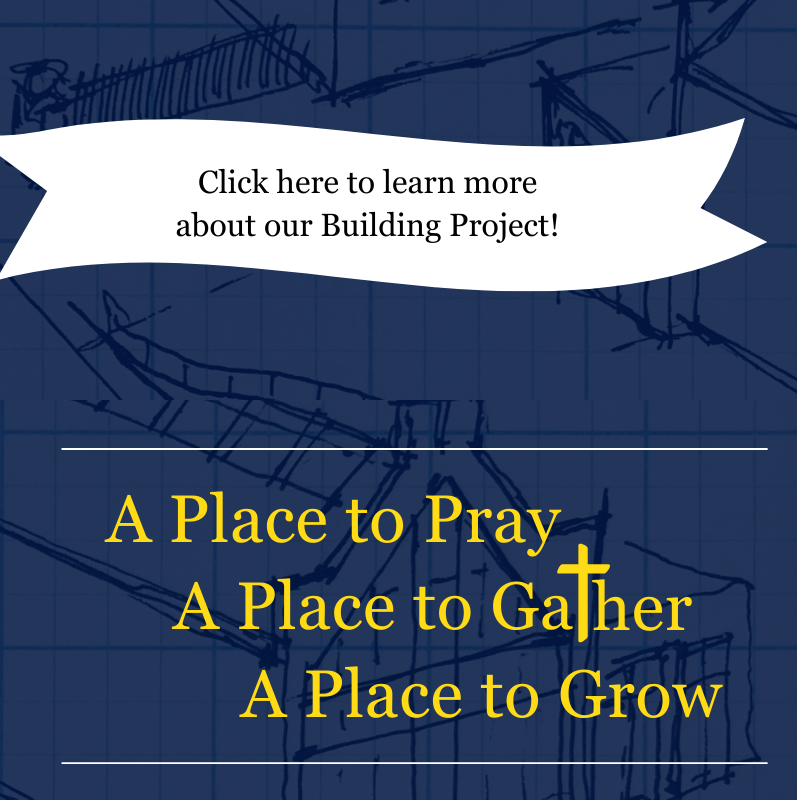 Click here to learn more
about our Building Project!
A Place to Pray
A Place to Gather
A Place to Grow